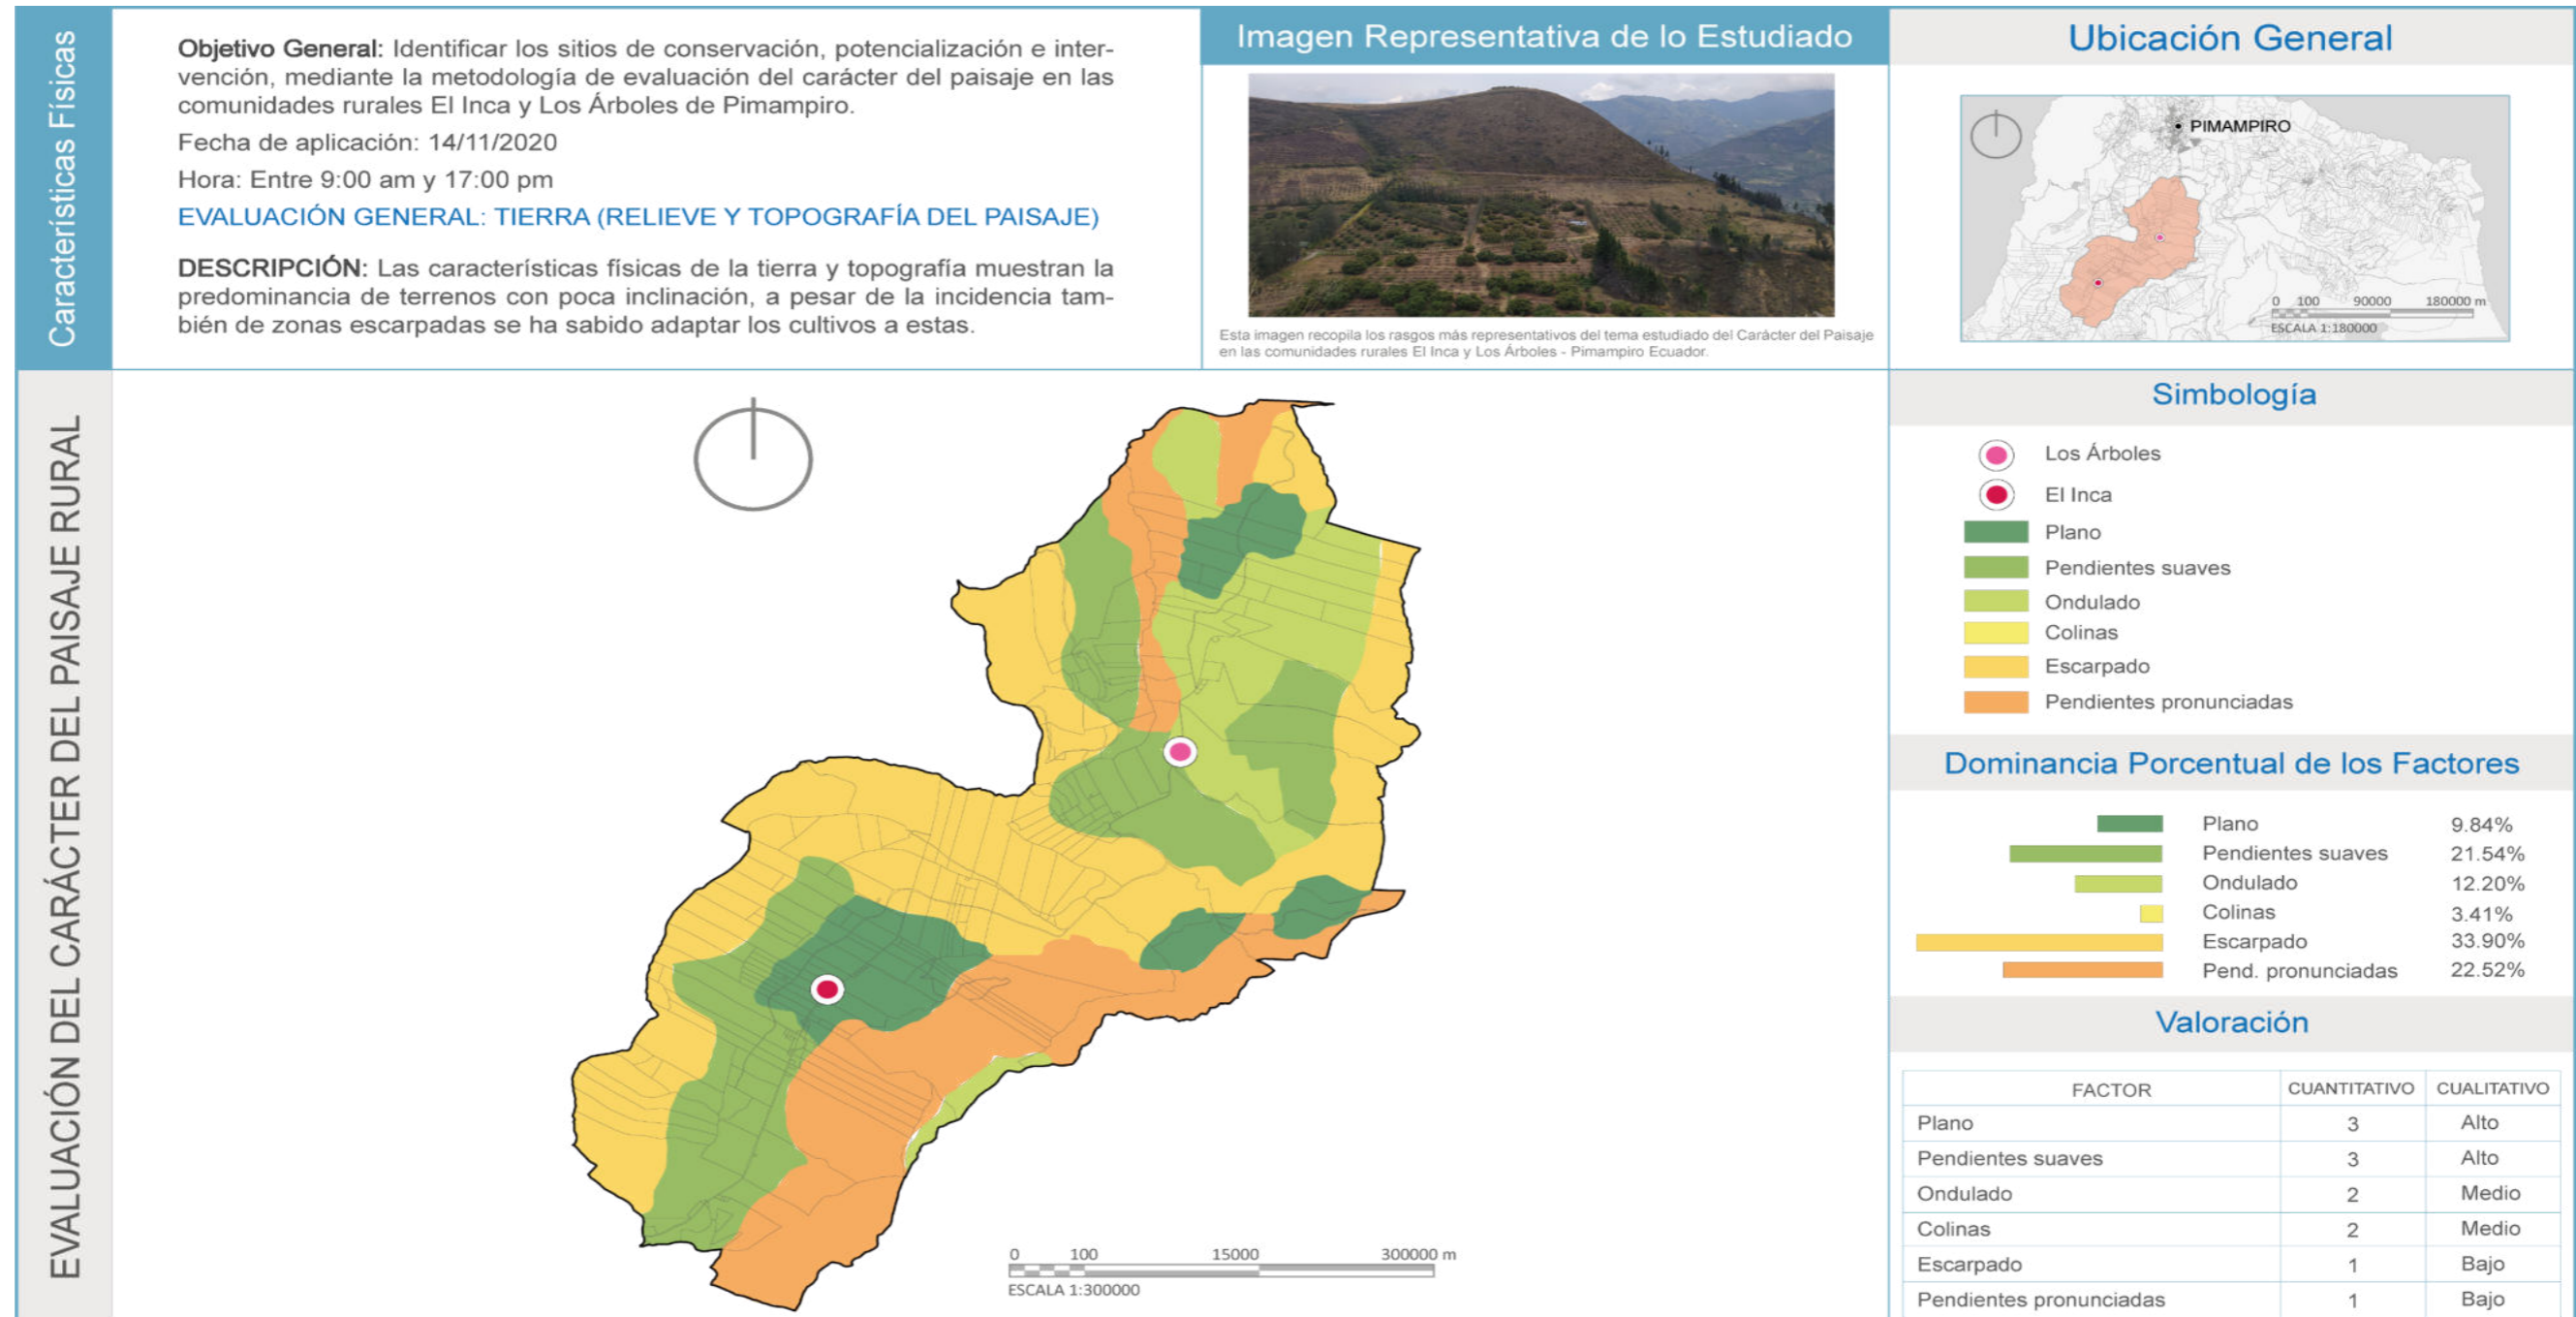 Características Físicas
Objetivo General: Identificar los sitios de conservación, potencialización e inter-
vención, mediante la metodología de evaluación del carácter del paisaje en las
comunidades rurales El Inca y Los Árboles de Pimampiro.
Fecha de aplicación: 14/11/2020
Hora: Entre 9:00 am y 17:00 pm
EVALUACIÓN GENERAL: TIERRA (RELIEVE Y TOPOGRAFÍA DEL PAISAJE)
DESCRIPCIÓN: Las características físicas de la tierra y topografía muestran la
predominancia de terrenos con poca inclinación, a pesar de la incidencia tam-
bién de zonas escarpadas se ha sabido adaptar los cultivos a estas.
Imagen Representativa de lo Estudiado
Esta imagen recopila los rasgos más representativos del tema estudiado del Carácter del Paisaje
en las comunidades rurales El Inca y Los Árboles - Pimampiro Ecuador.
Ubicación General
PIMAMPIRO
0 100 90000 180000 m
ESCALA 1:180000
EVALUACIÓN DEL CARÁCTER DEL PAISAJE RURAL
0 100 15000 300000 m
ESCALA 1:300000
Simbología
Los Árboles
El Inca
Plano
Pendientes suaves
Ondulado
Colinas
Escarpado
Pendientes pronunciadas
Dominancia Porcentual de los Factores
Plano 9.84%
Pendientes suaves 21.54%
Ondulado 12.20%
Colinas 3.41%
Escarpado 33.90%
Pend. pronunciadas 22.52%
Valoración
FACTOR CUANTITATIVO CUALITATIVO
Plano 3 Alto
Pendientes suaves 3 Alto
Ondulado 2 Medio
Colinas 2 Medio
Escarpado 1 Bajo
Pendientes pronunciadas 1 Bajo